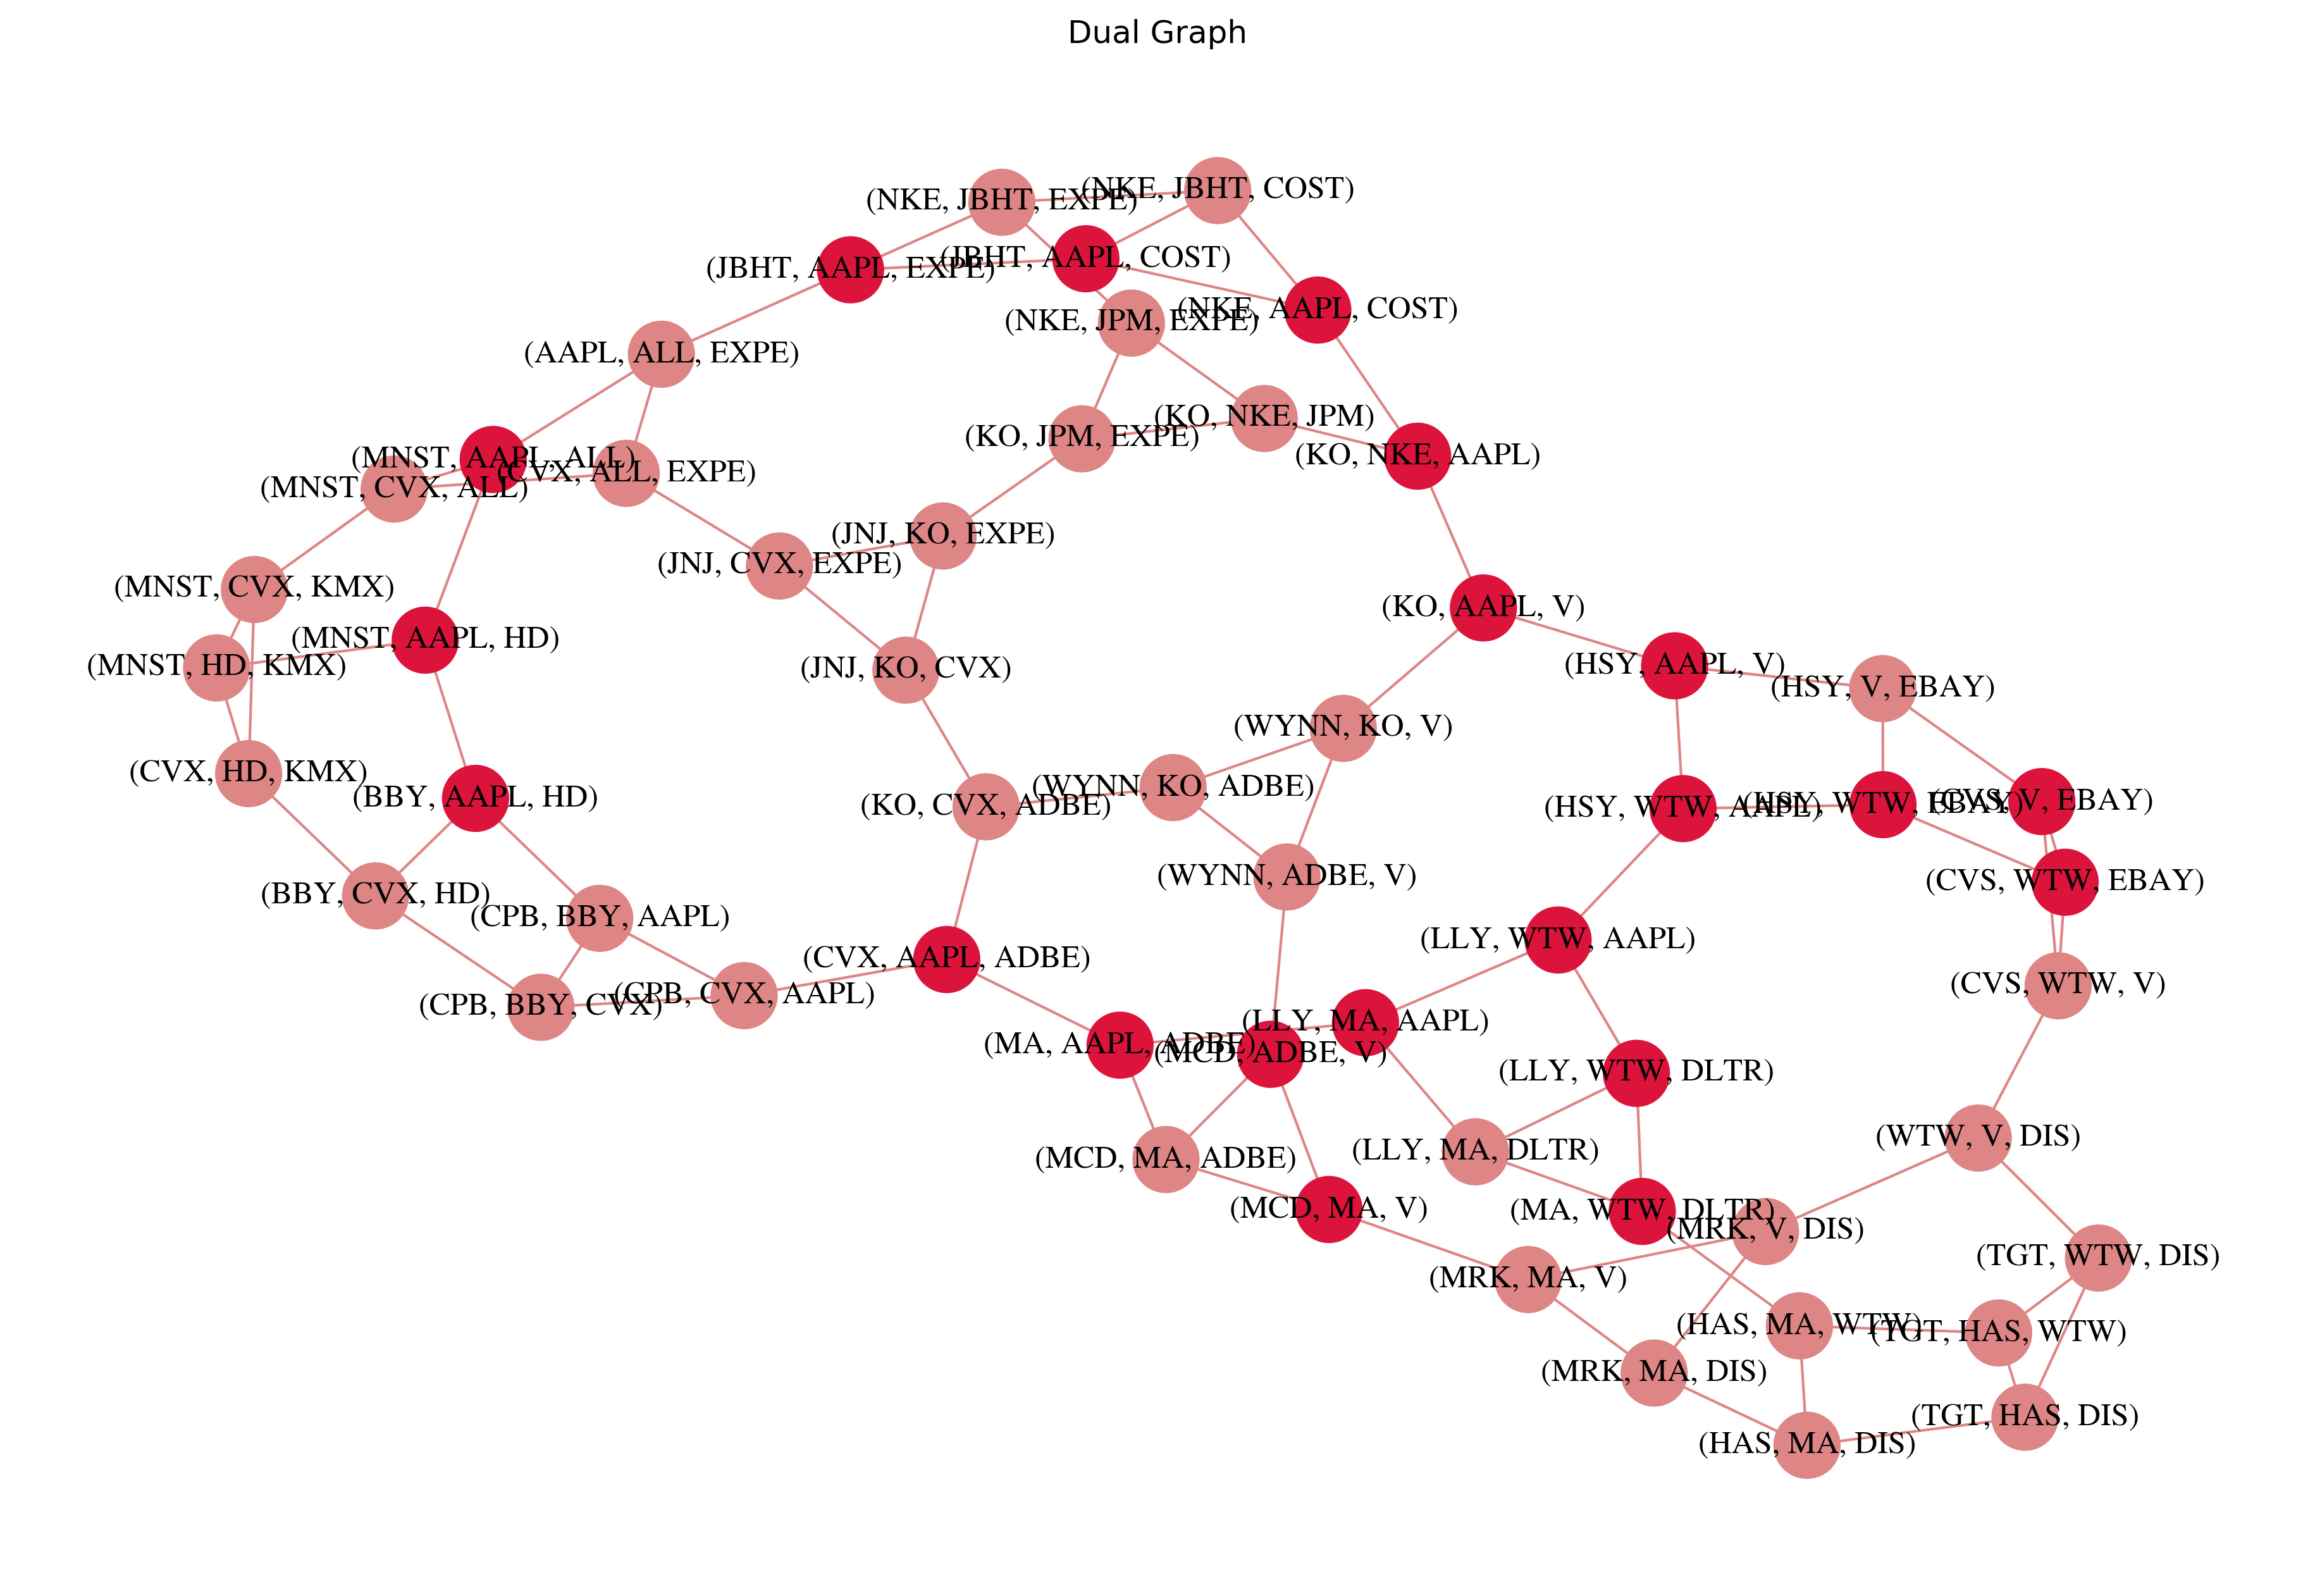 Dual Graph
(NKE, JBHT, COST)
(NKE, JBHT, EXPE)
(JBHT, AAPL, COST)
(JBHT, AAPL, EXPE)
(NKE, AAPL, COST)
(NKE, JPM, EXPE)
(AAPL, ALL, EXPE)
(KO, NKE, JPM)
(KO, JPM, EXPE)
(KO, NKE, AAPL)
(MNST, AAPL, ALL)
(CVX, ALL, EXPE)
(MNST, CVX, ALL)
(JNJ, KO, EXPE)
(JNJ, CVX, EXPE)
(MNST, CVX, KMX)
(KO, AAPL, V)
(MNST, AAPL, HD)
(MNST, HD, KMX)
(HSY, AAPL, V)
(JNJ, KO, CVX)
(HSY, V, EBAY)
(WYNN, KO, V)
(CVX, HD, KMX)
(WYNN, KO, ADBE)
(BBY, AAPL, HD)
(CVS, V, EBAY)
(HSY, WTW, EBAY)
(KO, CVX, ADBE)
(HSY, WTW, AAPL)
(WYNN, ADBE, V)
(CVS, WTW, EBAY)
(BBY, CVX, HD)
(CPB, BBY, AAPL)
(LLY, WTW, AAPL)
(CVX, AAPL, ADBE)
(CVS, WTW, V)
(CPB, CVX, AAPL)
(CPB, BBY, CVX)
(LLY, MA, AAPL)
(MA, AAPL, ADBE)
(MCD, ADBE, V)
(LLY, WTW, DLTR)
(WTW, V, DIS)
(LLY, MA, DLTR)
(MCD, MA, ADBE)
(MCD, MA, V)
(MA, WTW, DLTR)
(MRK, V, DIS)
(TGT, WTW, DIS)
(MRK, MA, V)
(HAS, MA, WTW)
(TGT, HAS, WTW)
(MRK, MA, DIS)
(TGT, HAS, DIS)
(HAS, MA, DIS)